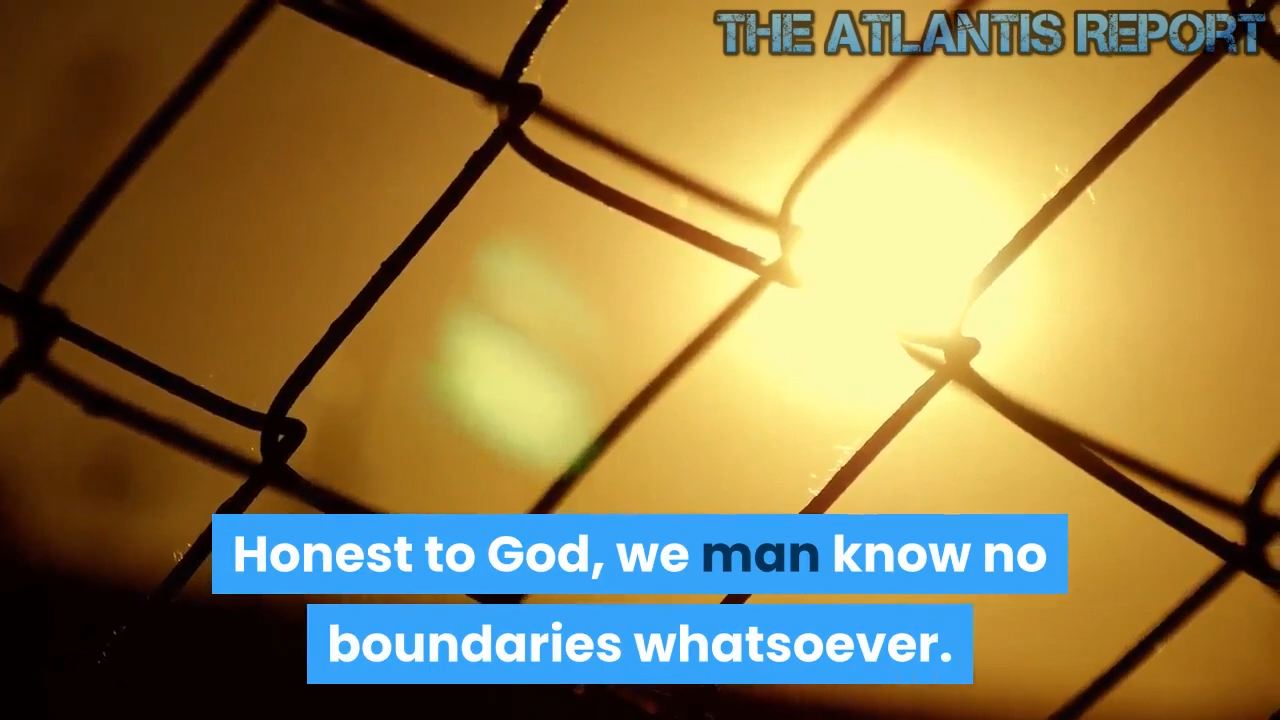 THE ATLANTIS REPORT
Honest to God, we man know no
boundaries whatsoever.